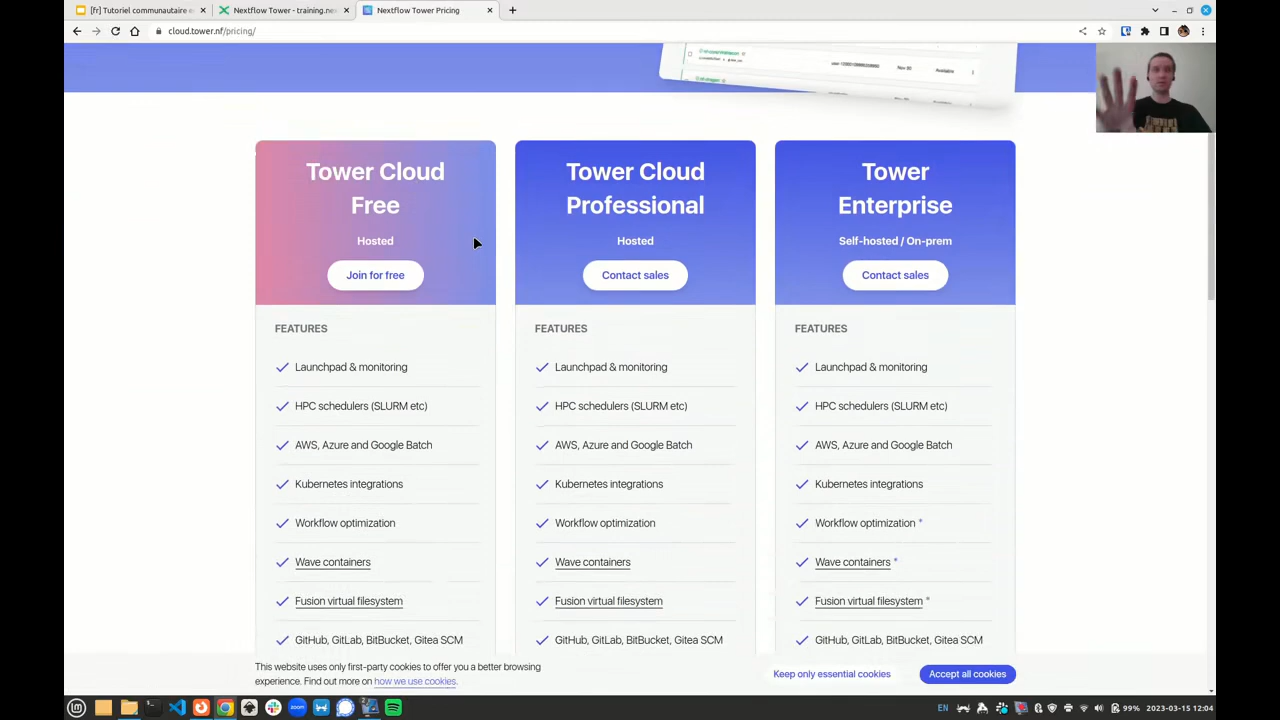 [fr] Tutoriel communautaire e
Nextflow Tower - training.ne
Nextflow Tower Pricing
cloud.tower.nf/pricing/
Available
Available
Tower Cloud
Free
Hosted
Join for free
FEATURES
Launchpad & monitoring
HPC schedulers (SLURM etc)
AWS, Azure and Google Batch
Kubernetes integrations
Workflow optimization
Wave containers
Fusion virtual filesystem
GitHub, GitLab, BitBucket, Gitea SCM
Tower Cloud
Professional
Hosted
Contact sales
FEATURES
Launchpad & monitoring
HPC schedulers (SLURM etc)
AWS, Azure and Google Batch
Kubernetes integrations
Workflow optimization
Wave containers
Fusion virtual filesystem
GitHub, GitLab, BitBucket, Gitea SCM
Tower
Enterprise
Self-hosted / On-prem
Contact sales
FEATURES
Launchpad & monitoring
HPC schedulers (SLURM etc)
AWS, Azure and Google Batch
Kubernetes integrations
Workflow optimization *
Wave containers *
Fusion virtual filesystem *
GitHub, GitLab, BitBucket, Gitea SCM
This website uses only first-party cookies to offer you a better browsing
experience. Find out more on how we use cookies.
Keep only essential cookies
Accept all cookies
EN
99%
2023-03-15 12:04